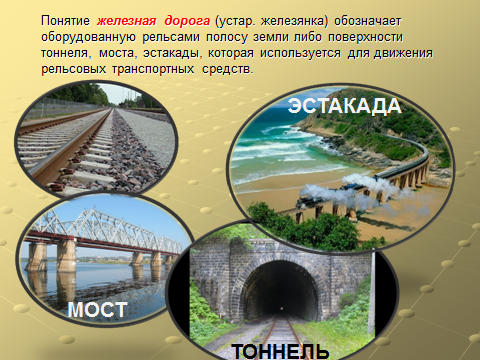 Понятие железная дорога (устар. железянка) обозначает
оборудованную рельсами полосу земли либо поверхности
тоннеля, моста, эстакады, которая используется для движения
рельсовых транспортных средств.
ЭСТАКАДА
МОСТ
ТОННЕЛЬ